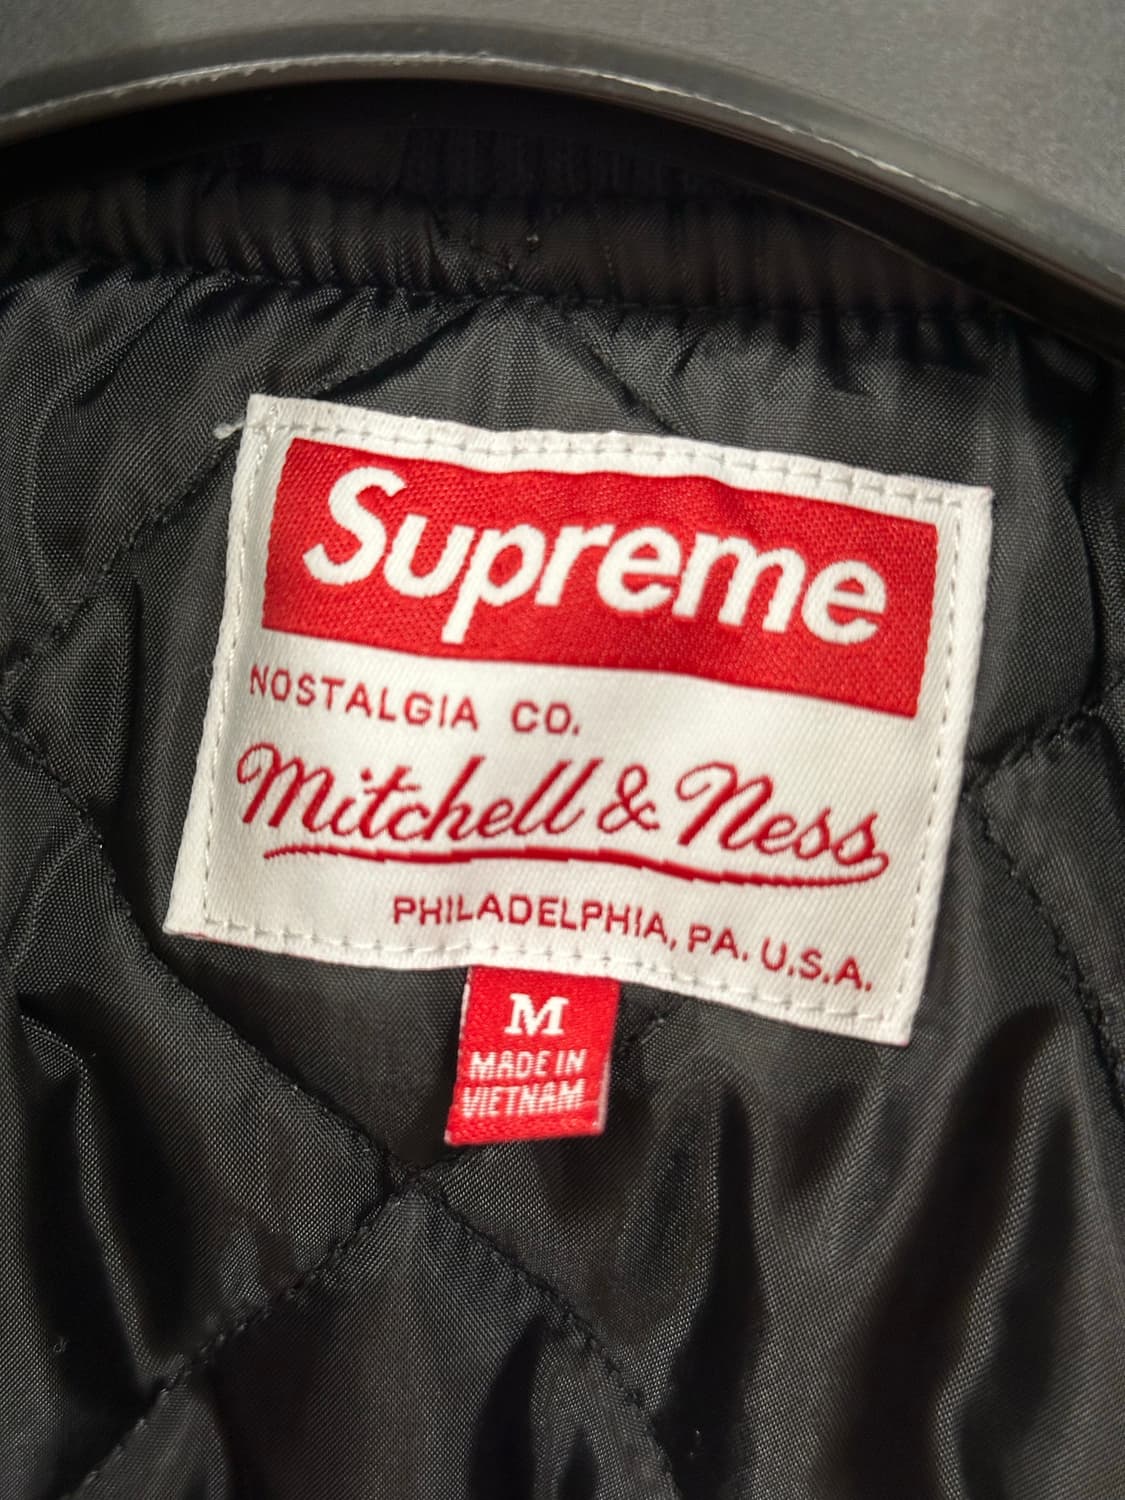 Supreme
NOSTALGIA CO.
Mitchell & Ness
PHILADELPHIA, PA. U.S.A.
M
MADE IN
VIETNAM